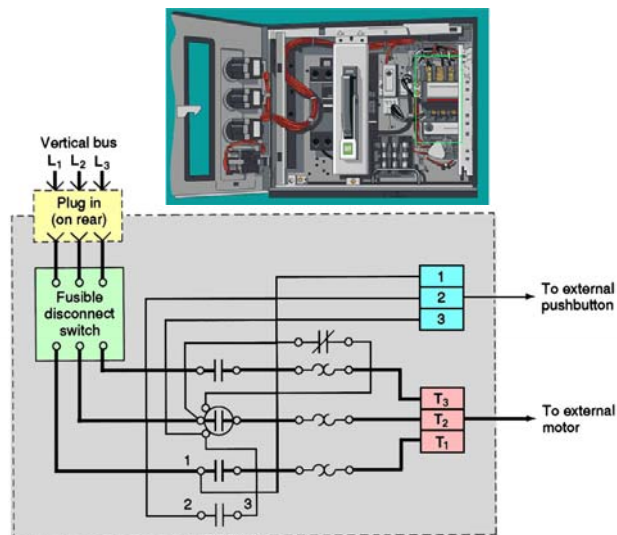 Vertical bus
L₁ L₂ L₃
Plug in
(on rear)
Fusible
disconnect
switch
1
2
3
To external
pushbutton
T₃
T₂
T₁
To external
motor
1
2 3